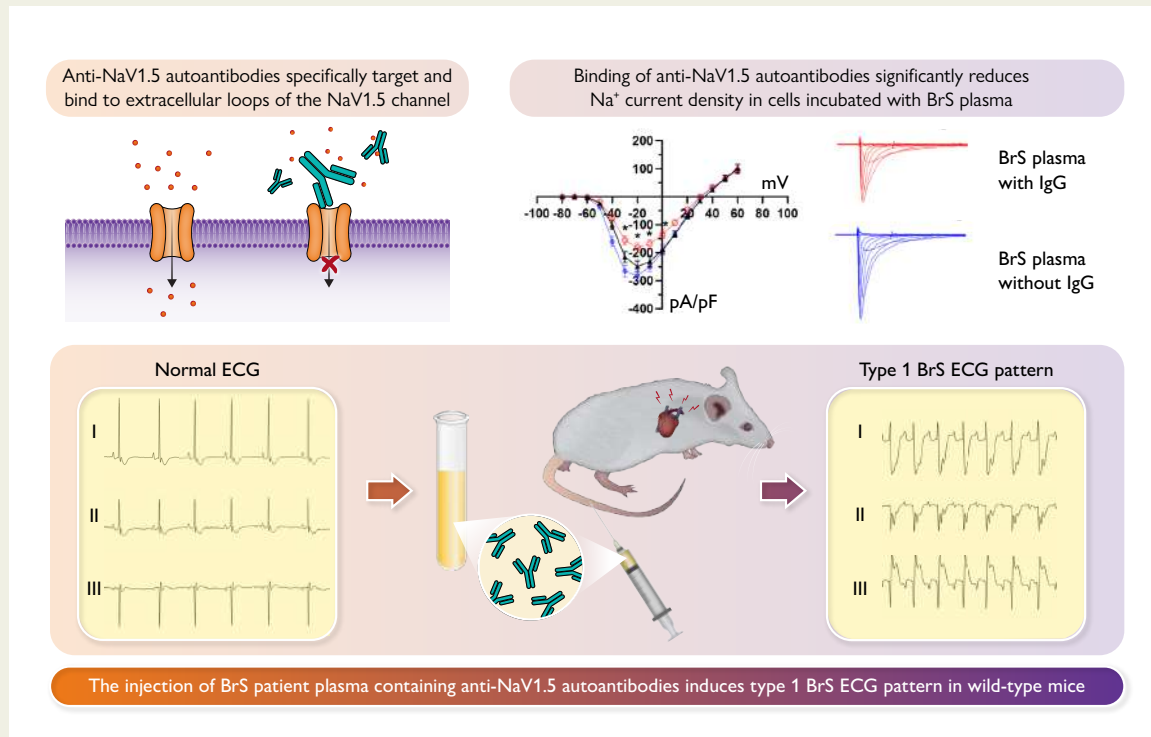 Anti-NaV1.5 autoantibodies specifically target and
bind to extracellular loops of the NaV1.5 channel
Binding of anti-NaV1.5 autoantibodies significantly reduces
Na⁺ current density in cells incubated with BrS plasma
200
100
mV
-100 -80 -60 -40 -20 20 40 60 80 100
-100
-200
-300
-400
pA/pF
* * * *
BrS plasma
with IgG
BrS plasma
without IgG
Normal ECG
I
II
III
Type 1 BrS ECG pattern
I
II
III
The injection of BrS patient plasma containing anti-NaV1.5 autoantibodies induces type 1 BrS ECG pattern in wild-type mice